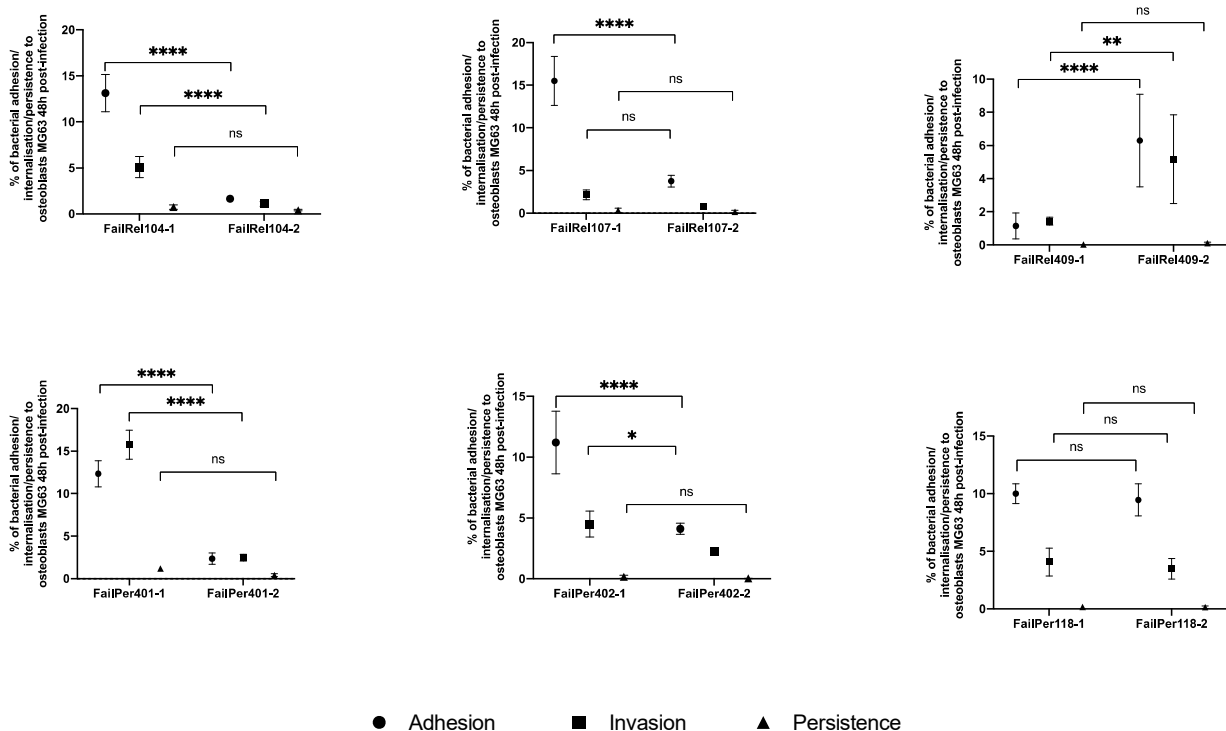 % of bacterial adhesion/
internalisation/persistence to
osteoblasts MG63 48h post-infection
20
15
10
5
0
****
****
ns
FailRel104-1 FailRel104-2
% of bacterial adhesion/
internalisation/persistence to
osteoblasts MG63 48h post-infection
20
15
10
5
0
****
ns
ns
FailRel107-1 FailRel107-2
% of bacterial adhesion/
internalisation/persistence to
osteoblasts MG63 48h post-infection
10
8
6
4
2
0
ns
**
****
FailRel409-1 FailRel409-2
% of bacterial adhesion/
internalisation/persistence to
osteoblasts MG63 48h post-infection
20
15
10
5
0
****
****
ns
FailPer401-1 FailPer401-2
% of bacterial adhesion/
internalisation/persistence to
osteoblasts MG63 48h post-infection
15
10
5
0
****
*
ns
FailPer402-1 FailPer402-2
% of bacterial adhesion/
internalisation/persistence to
osteoblasts MG63 48h post-infection
15
10
5
0
ns
ns
ns
FailPer118-1 FailPer118-2
Adhesion Invasion Persistence